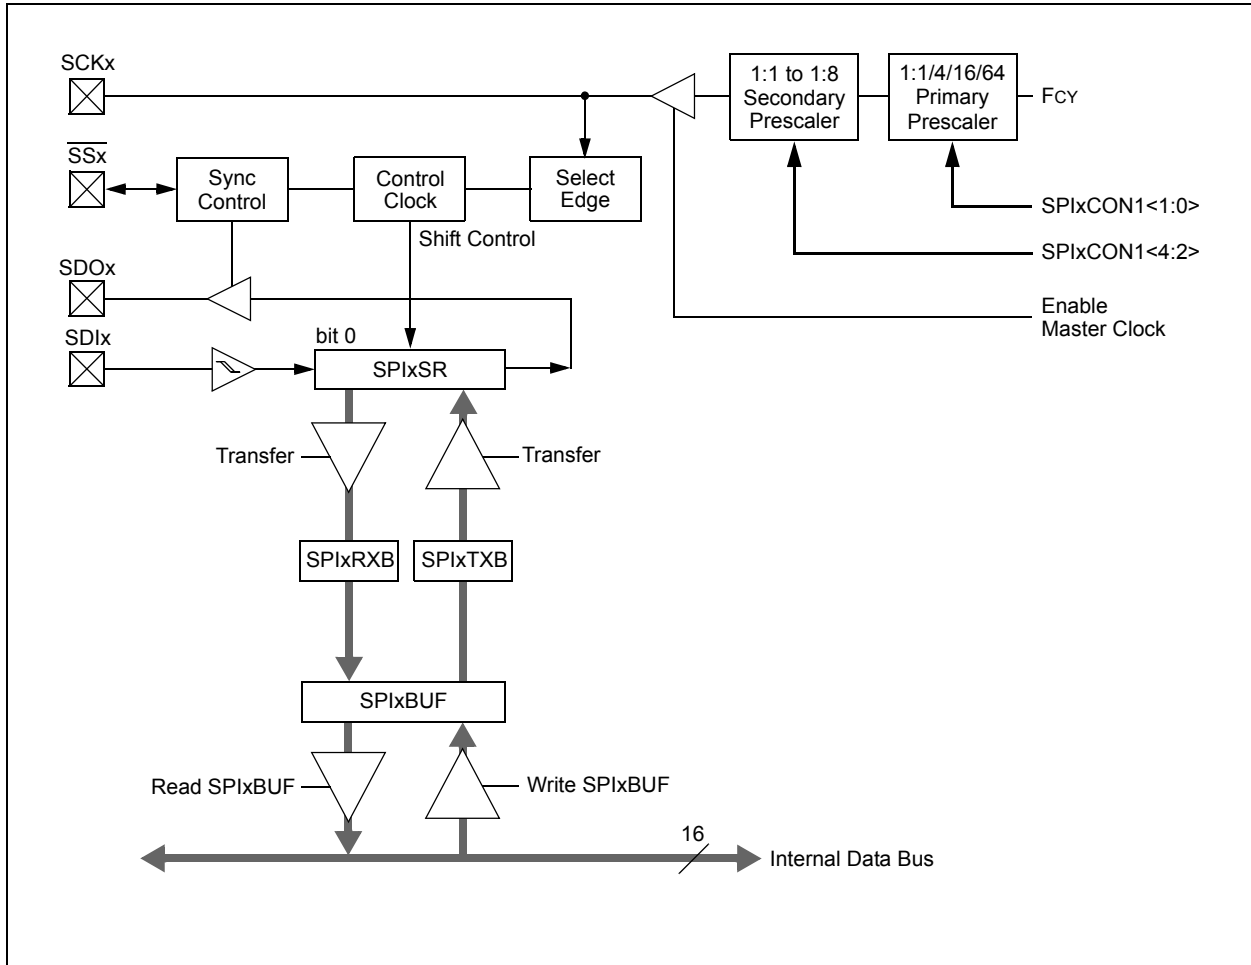 SCKx
1:1 to 1:8
Secondary
Prescaler
1:1/4/16/64
Primary
Prescaler
FCY
SSx
Sync
Control
Control
Clock
Select
Edge
SPIxCON1<1:0>
Shift Control
SPIxCON1<4:2>
SDOx
Enable
Master Clock
SDIx
bit 0
SPIxSR
Transfer
Transfer
SPIxRXB
SPIxTXB
SPIxBUF
Read SPIxBUF
Write SPIxBUF
16
Internal Data Bus